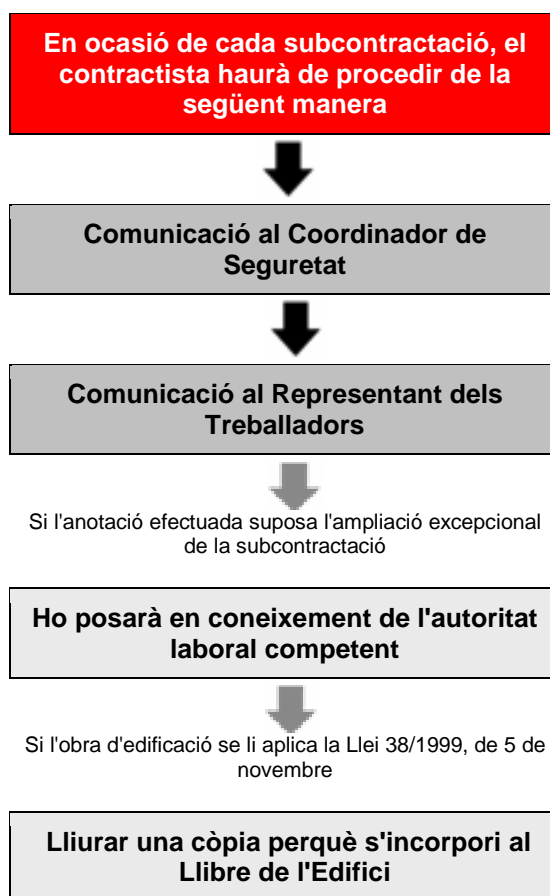 En ocasió de cada subcontractació, el
contractista haurà de procedir de la
següent manera
Comunicació al Coordinador de
Seguretat
Comunicació al Representant dels
Treballadors
Si l'anotació efectuada suposa l'ampliació excepcional
de la subcontractació
Ho posarà en coneixement de l'autoritat
laboral competent
Si l'obra d'edificació se li aplica la Llei 38/1999, de 5 de
novembre
Lliurar una còpia perquè s'incorpori al
Llibre de l'Edifici